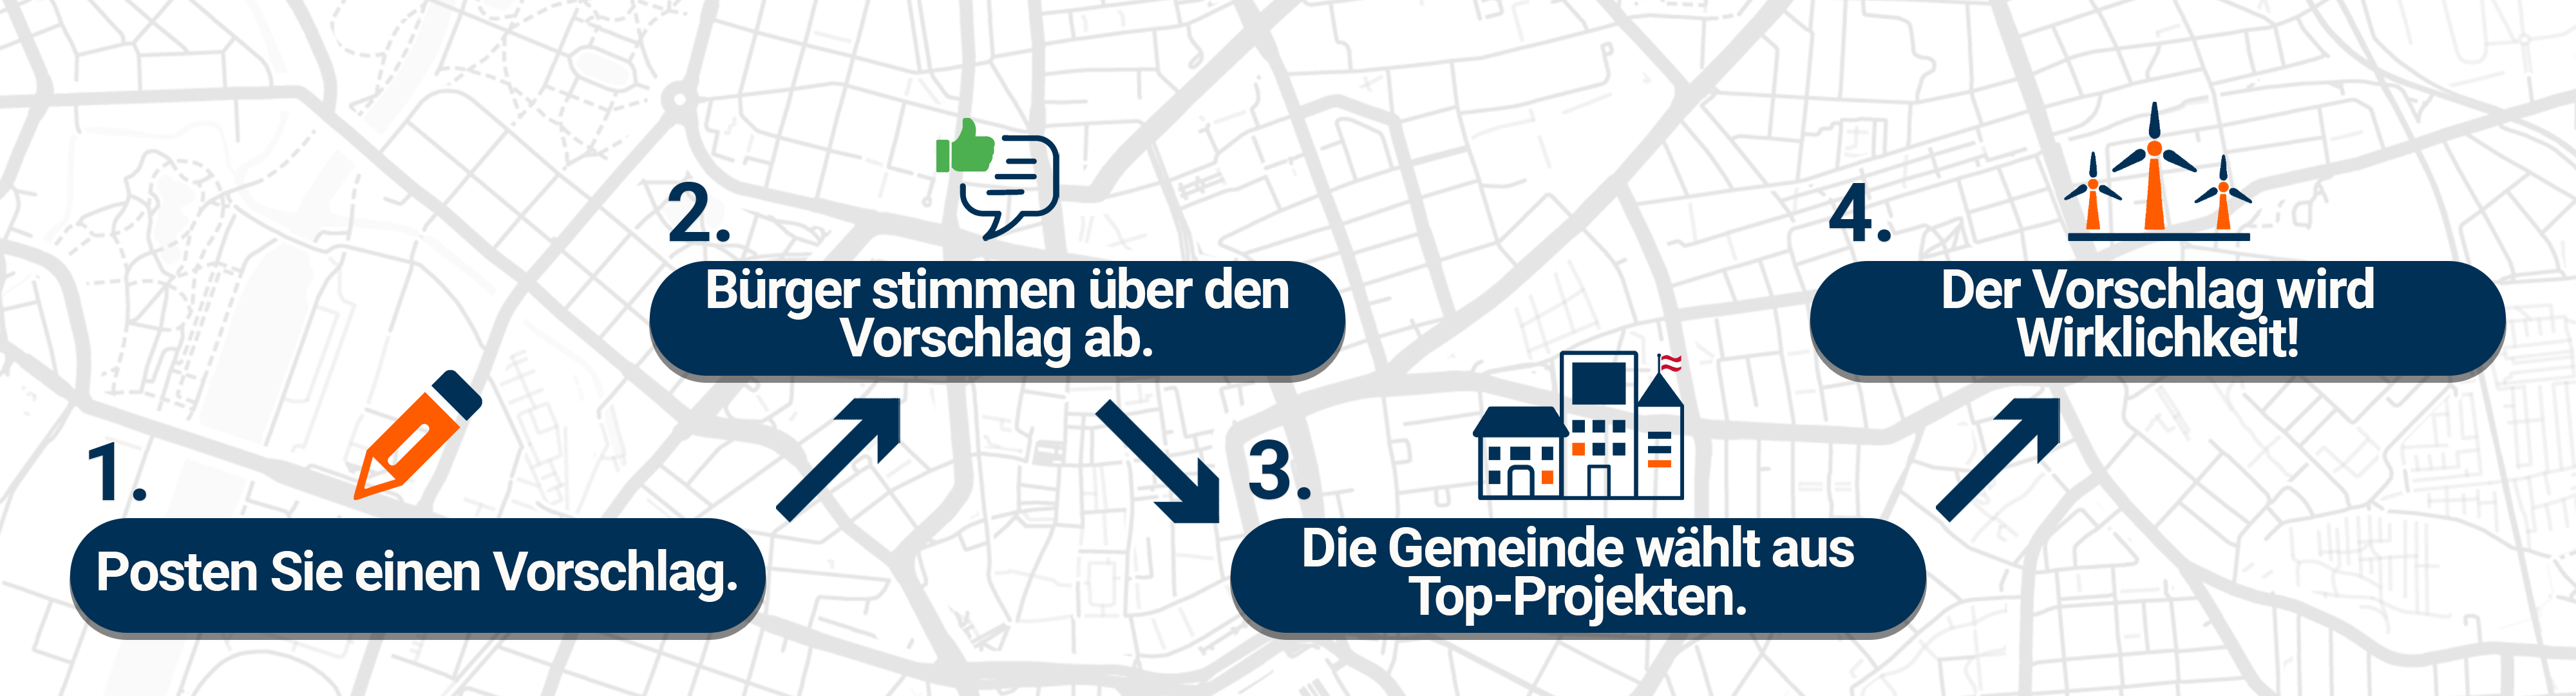 1.
Posten Sie einen Vorschlag.
2.
Bürger stimmen über den
Vorschlag ab.
3.
Die Gemeinde wählt aus
Top-Projekten.
4.
Der Vorschlag wird
Wirklichkeit!